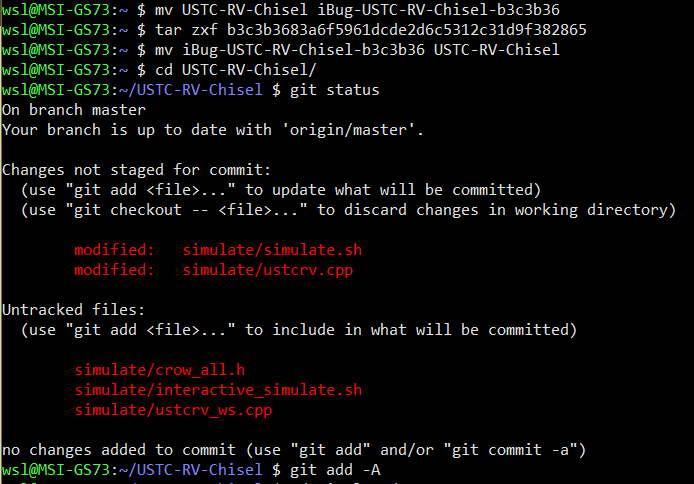 wsl@MSI-GS73:~ $ mv USTC-RV-Chisel iBug-USTC-RV-Chisel-b3c3b36
wsl@MSI-GS73:~ $ tar zxf b3c3b3683a6f5961dcde2d6c5312c31d9f382865
wsl@MSI-GS73:~ $ mv iBug-USTC-RV-Chisel-b3c3b36 USTC-RV-Chisel
wsl@MSI-GS73:~ $ cd USTC-RV-Chisel/
wsl@MSI-GS73:~/USTC-RV-Chisel $ git status
On branch master
Your branch is up to date with 'origin/master'.
Changes not staged for commit:
  (use "git add <file>..." to update what will be committed)
  (use "git checkout -- <file>..." to discard changes in working directory)
        modified:   simulate/simulate.sh
        modified:   simulate/ustcrv.cpp
Untracked files:
  (use "git add <file>..." to include in what will be committed)
        simulate/crow_all.h
        simulate/interactive_simulate.sh
        simulate/ustcrv_ws.cpp
no changes added to commit (use "git add" and/or "git commit -a")
wsl@MSI-GS73:~/USTC-RV-Chisel $ git add -A